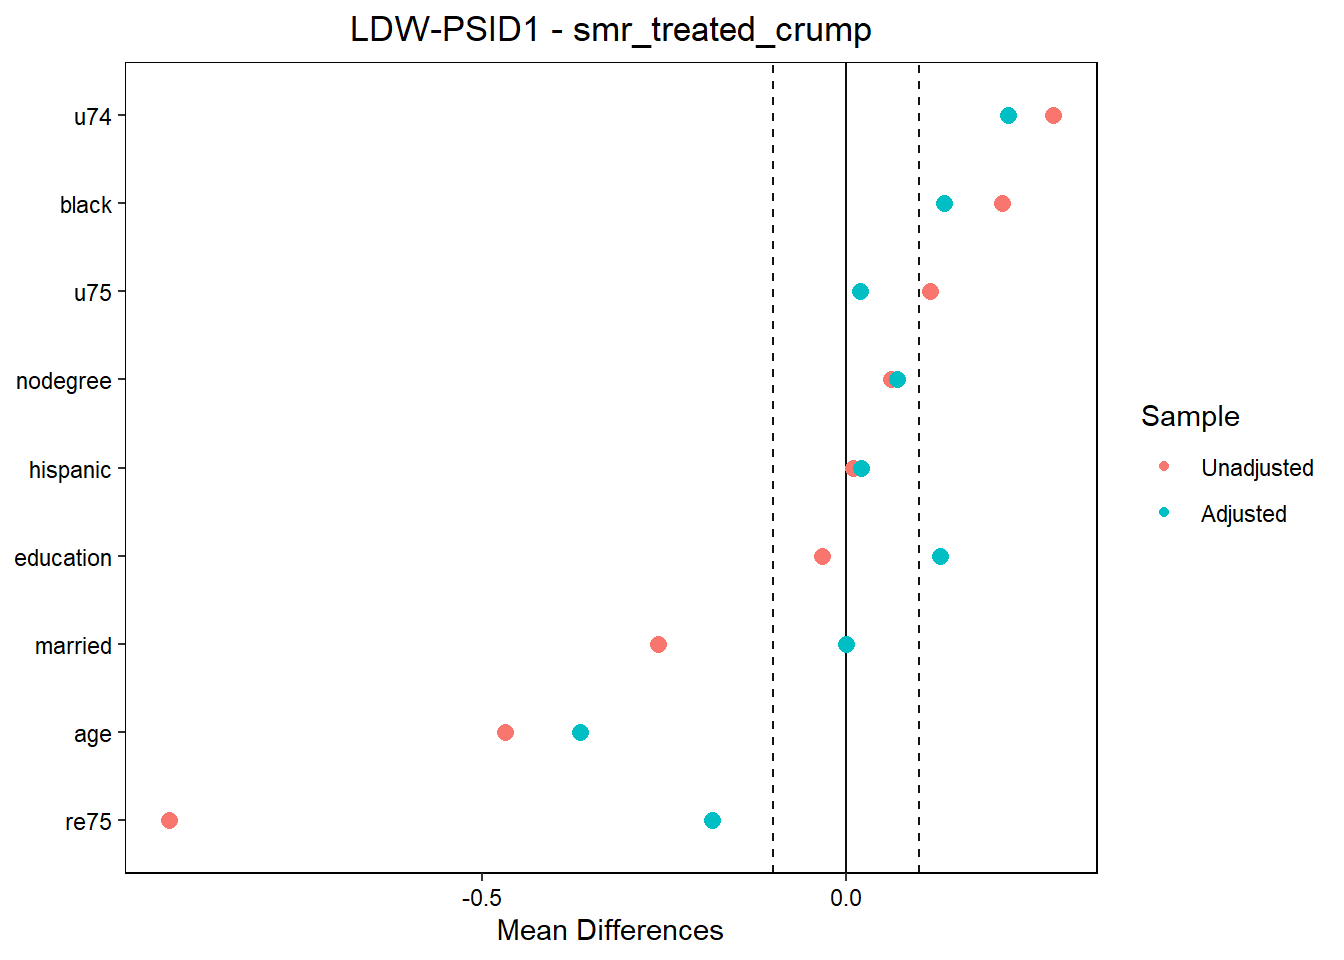 LDW-PSID1 - smr_treated_crump
u74
black
u75
nodegree
hispanic
education
married
age
re75
-0.5
0.0
Mean Differences
Sample
Unadjusted
Adjusted